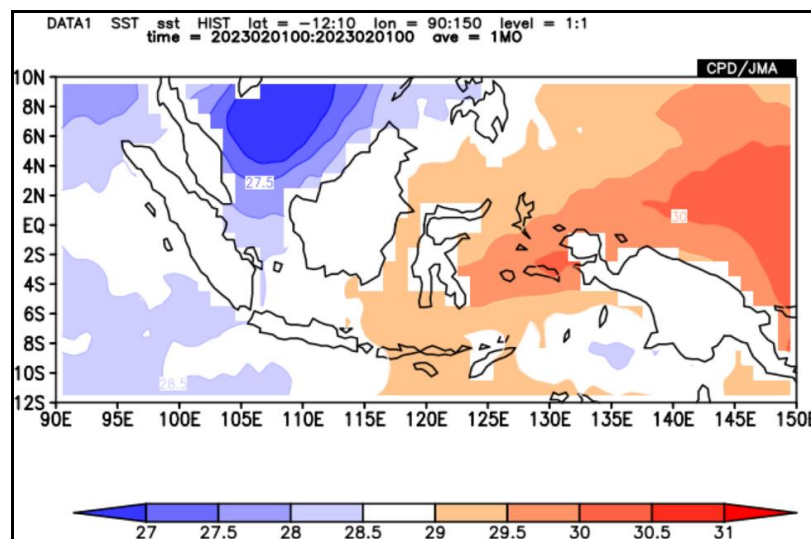 DATA1 SST sst HIST lat = -12:10 lon = 90:150 level = 1:1
time = 2023020100:2023020100 ave = 1MO
CPD/JMA
10N
8N
6N
4N
27.5
2N
30
EQ
2S
4S
6S
8S
10S
28.5
12S
90E 95E 100E 105E 110E 115E 120E 125E 130E 135E 140E 145E 150E
27 27.5 28 28.5 29 29.5 30 30.5 31